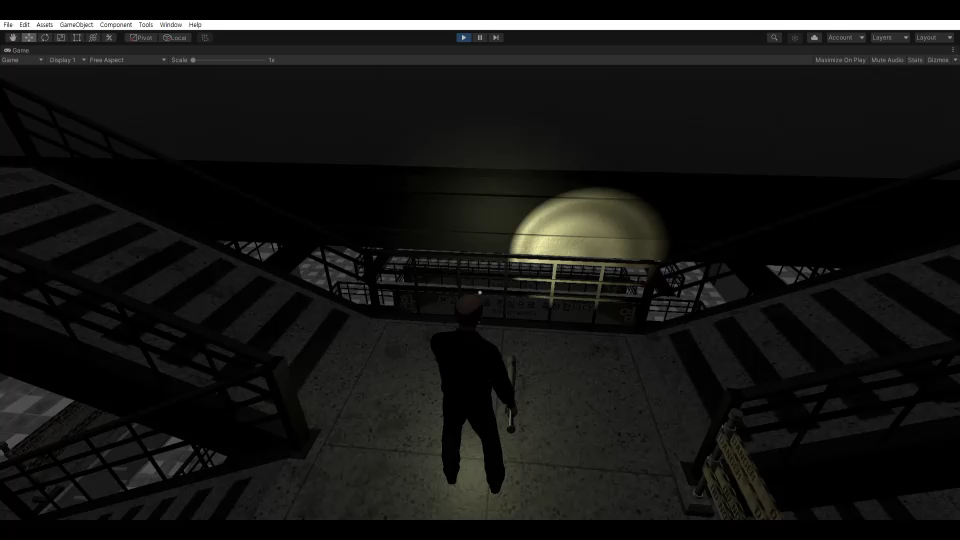 File Edit Assets GameObject Component Tools Window Help
Pivot Local Account Layers Layout
Game
Game Display 1 Free Aspect Scale 1x Maximize On Play Mute Audio Stats Gizmos